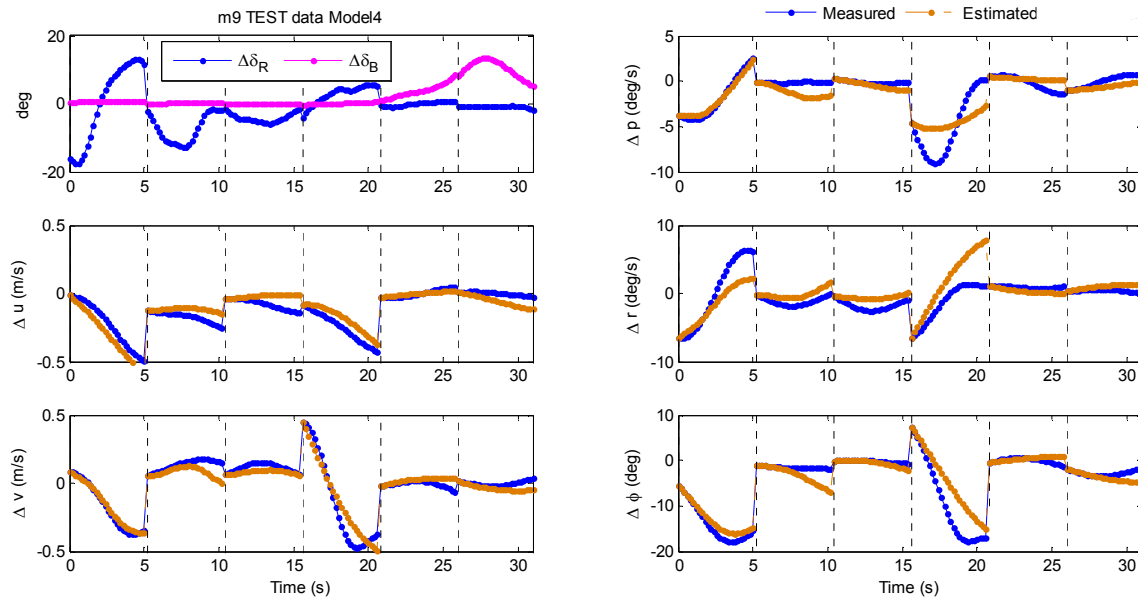 m9 TEST data Model4
Measured Estimated
20
0
-20
deg
Δδ_R Δδ_B
0 5 10 15 20 25 30
5
0
-5
-10
Δ p (deg/s)
0 5 10 15 20 25 30
0.5
0
-0.5
Δ u (m/s)
0 5 10 15 20 25 30
10
0
-10
Δ r (deg/s)
0 5 10 15 20 25 30
0.5
0
-0.5
Δ v (m/s)
0 5 10 15 20 25 30
Time (s)
10
0
-10
-20
Δ ϕ (deg)
0 5 10 15 20 25 30
Time (s)